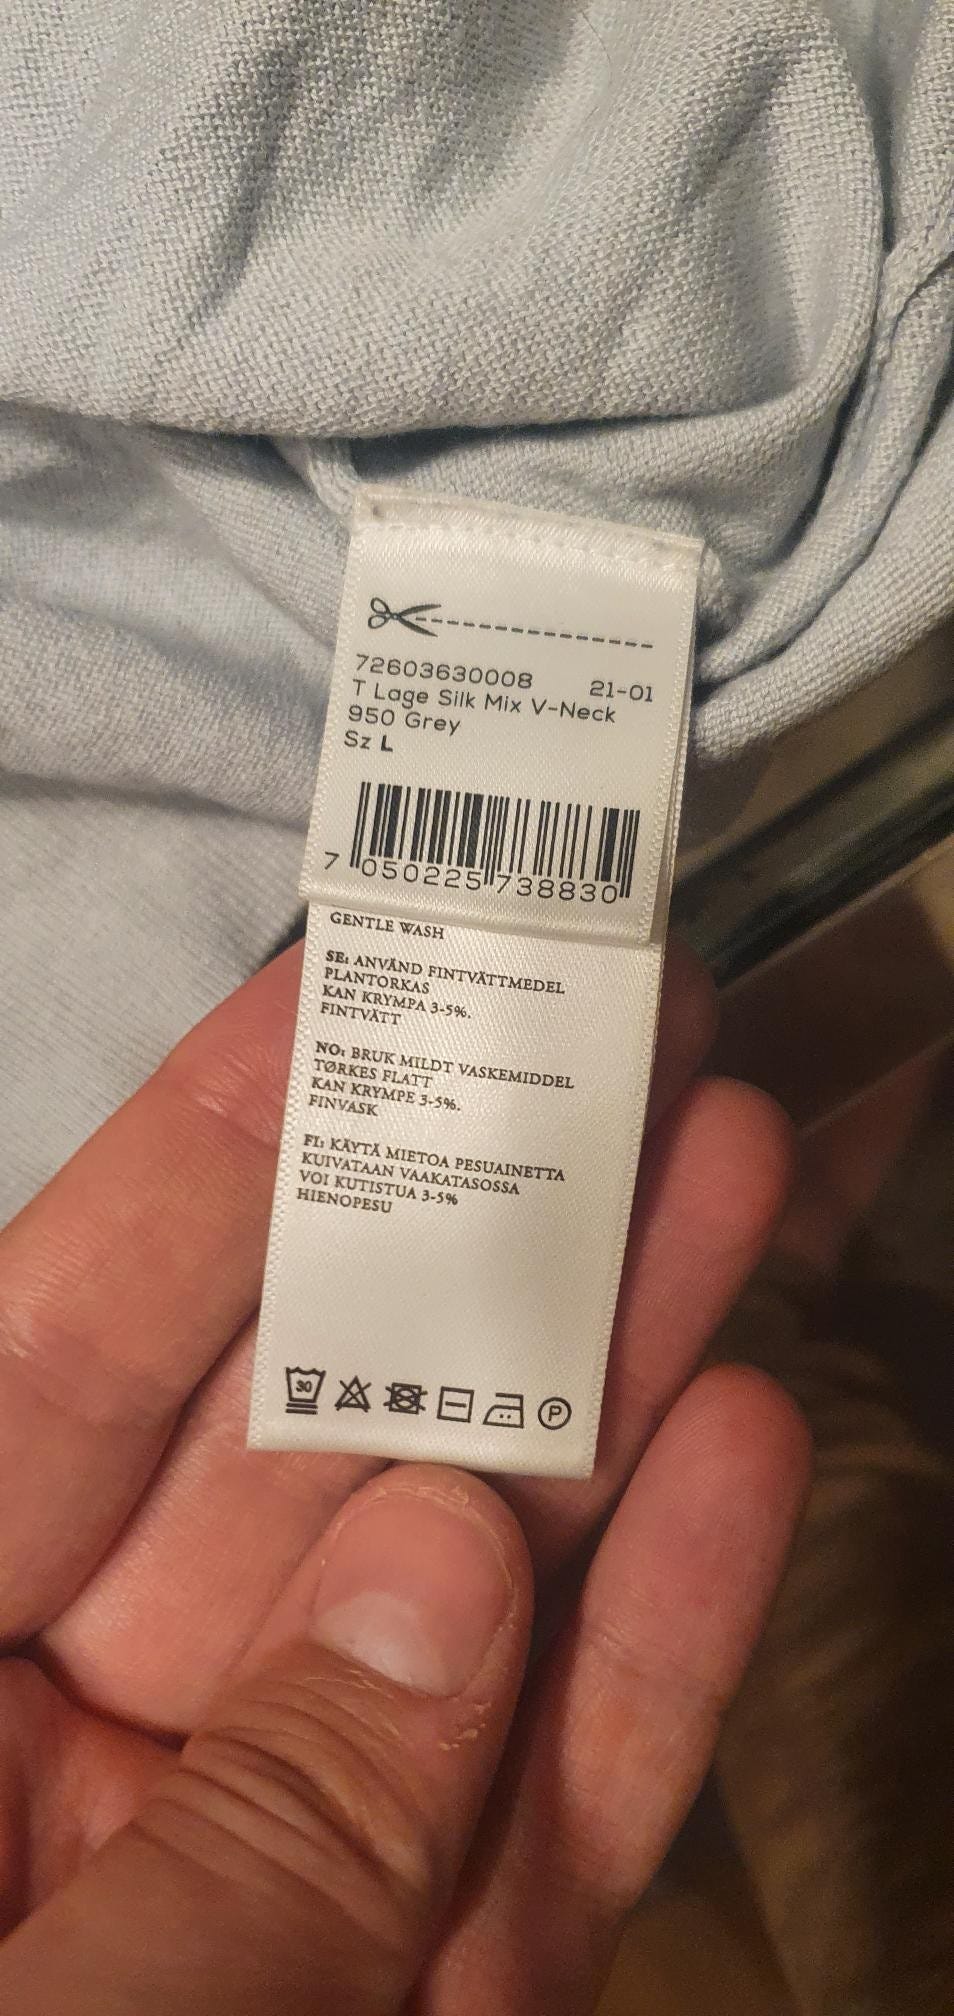 72603630008 21-01
T Lage Silk Mix V-Neck
950 Grey
Sz L
7 050225 738830
GENTLE WASH
SE: ANVÄND FINTVÄTTMEDEL
PLANTORKAS
KAN KRYMPA 3-5%.
FINTVÄTT
NO: BRUK MILDT VASKEMIDDEL
TØRKES FLATT
KAN KRYMPE 3-5%.
FINVASK
FI: KÄYTÄ MIETOA PESUAINETTA
KUIVATAAN VAAKATASOSSA
VOI KUTISTUA 3-5%
HIENOPESU
30 P